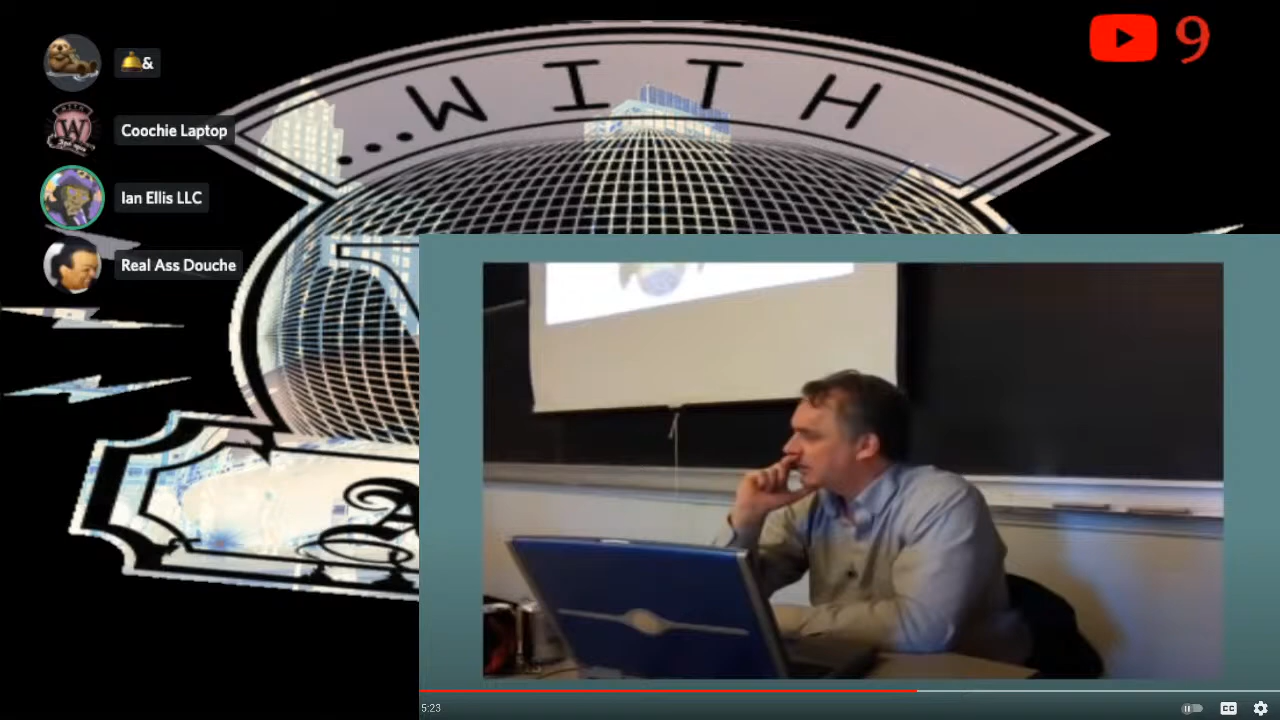 ...WITH
9
🛎️&
Coochie Laptop
Ian Ellis LLC
Real Ass Douche
5:23
CC